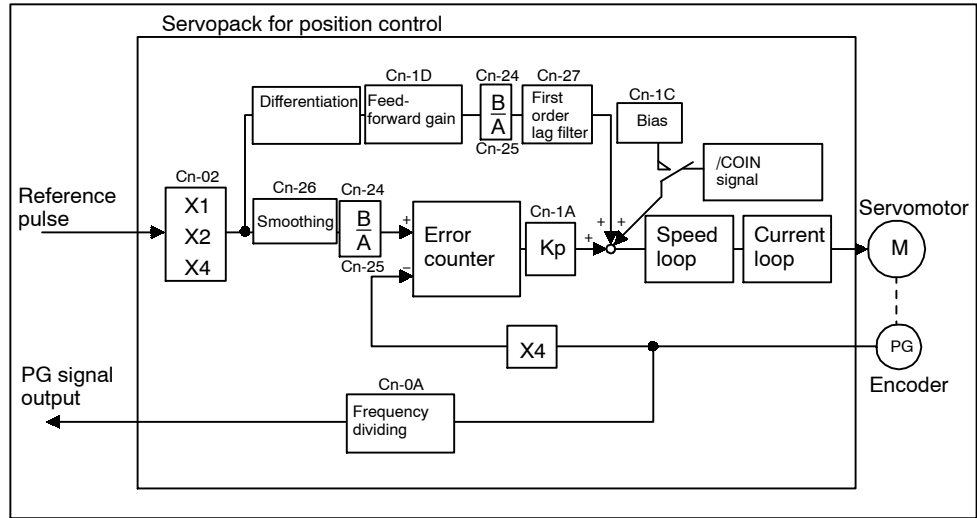 Servopack for position control
Cn-1D
Cn-24
Cn-27
Differentiation
Feed-
forward gain
B
A
Cn-25
First
order
lag filter
Cn-1C
Bias
/COIN
signal
Reference
pulse
Cn-02
X1
X2
X4
Cn-26
Smoothing
Cn-24
B
A
Cn-25
+
−
Error
counter
Cn-1A
Kp
+
+
+
Speed
loop
Current
loop
Servomotor
M
X4
PG
Encoder
PG signal
output
Cn-0A
Frequency
dividing